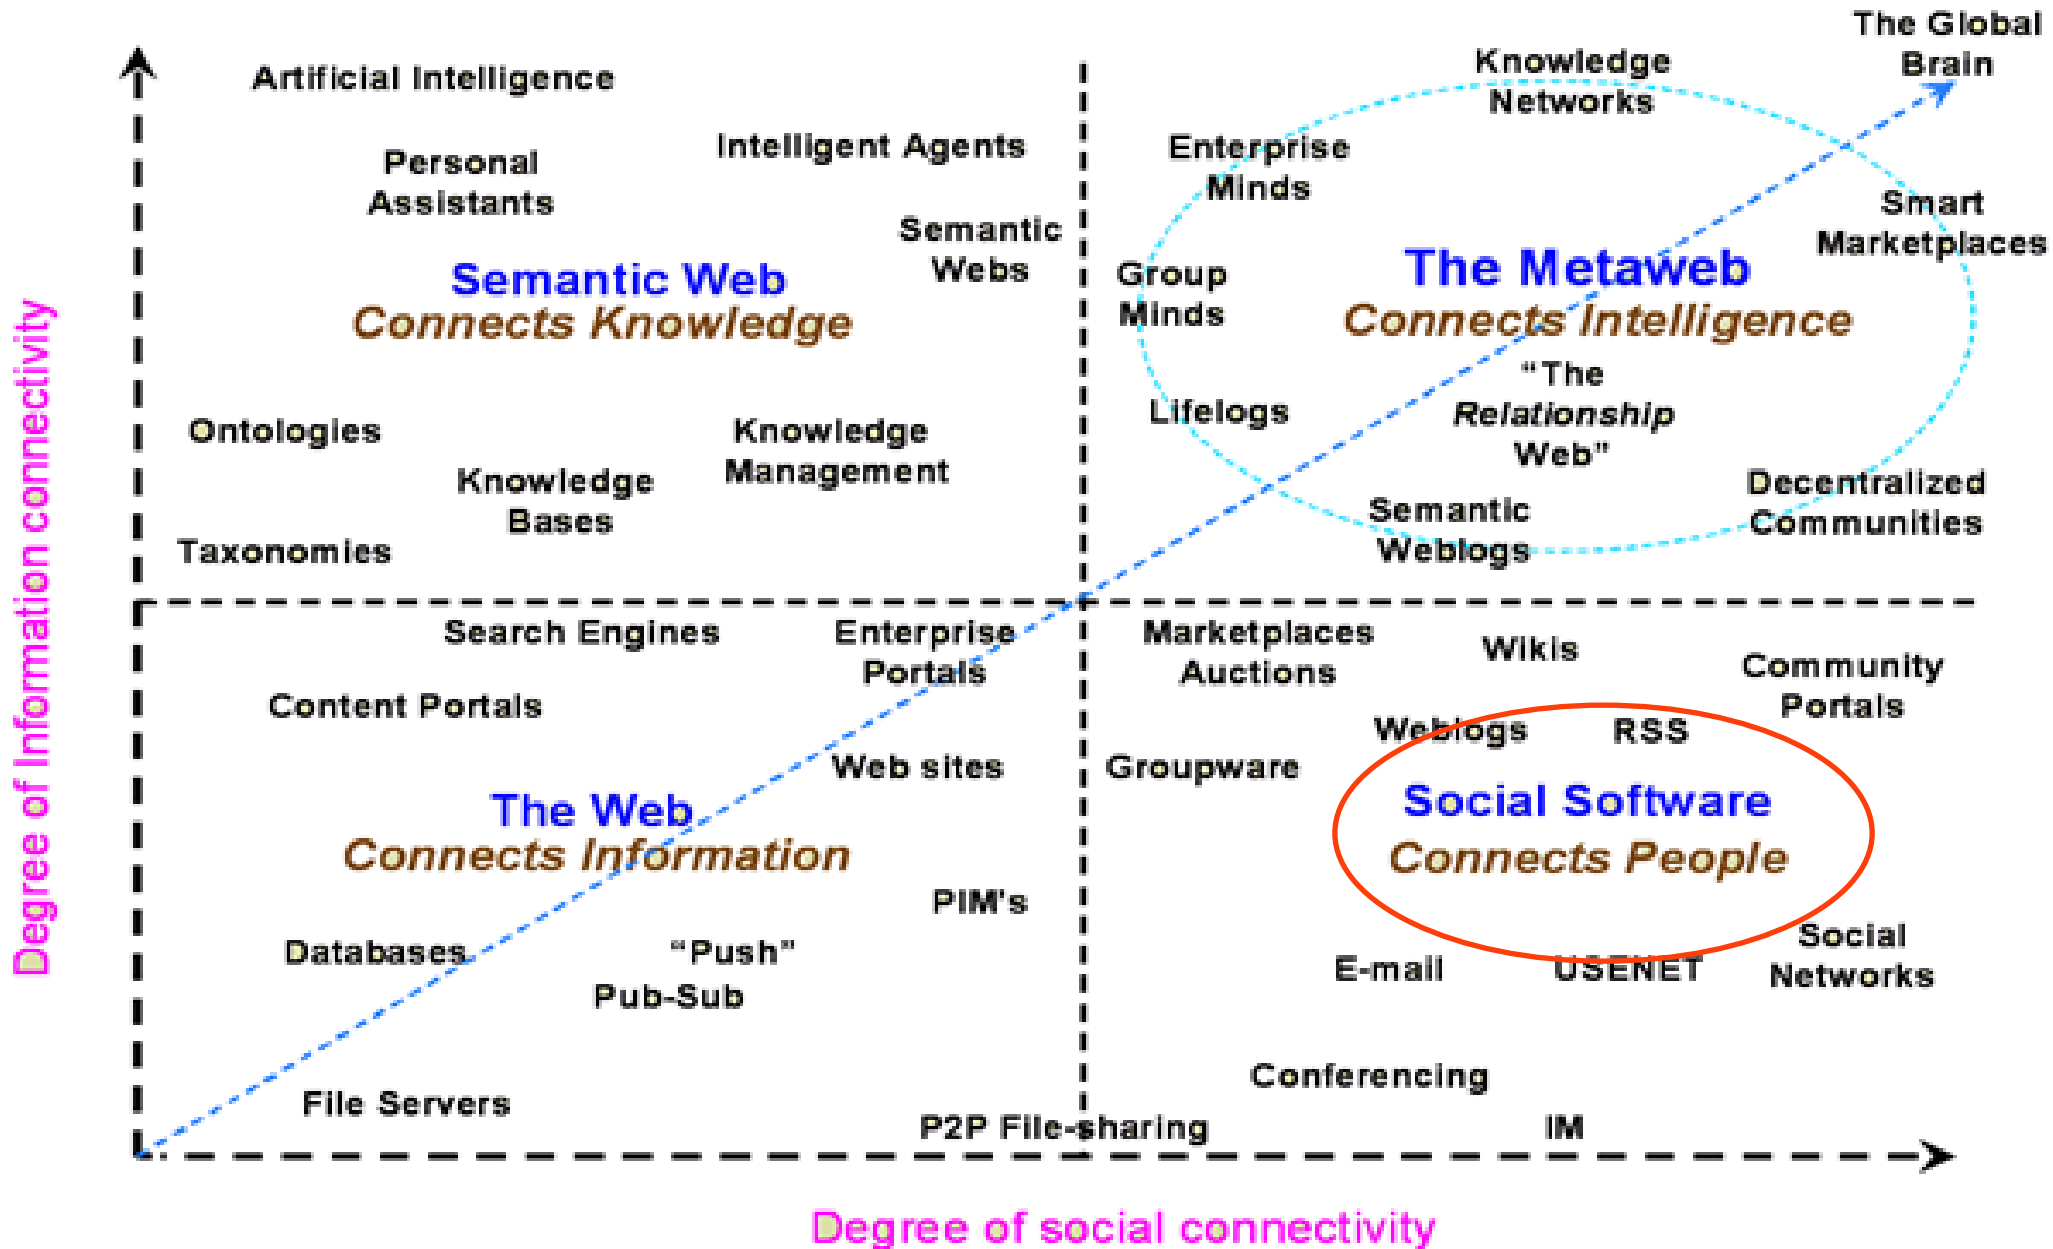 The Global
Brain
Artificial Intelligence
Knowledge
Networks
Personal
Assistants
Intelligent Agents
Enterprise
Minds
Semantic
Webs
Smart
Marketplaces
Semantic Web
Connects Knowledge
Group
Minds
The Metaweb
Connects Intelligence
“The
Relationship
Web”
Lifelogs
Ontologies
Knowledge
Bases
Knowledge
Management
Taxonomies
Semantic
Weblogs
Decentralized
Communities
Degree of Information connectivity
Search Engines
Enterprise
Portals
Content Portals
Web sites
The Web
Connects Information
PIM's
Databases
“Push”
Pub-Sub
File Servers
P2P File-sharing
Marketplaces
Auctions
Wikis
Community
Portals
Weblogs
RSS
Groupware
Social Software
Connects People
E-mail
USENET
Social
Networks
Conferencing
IM
Degree of social connectivity